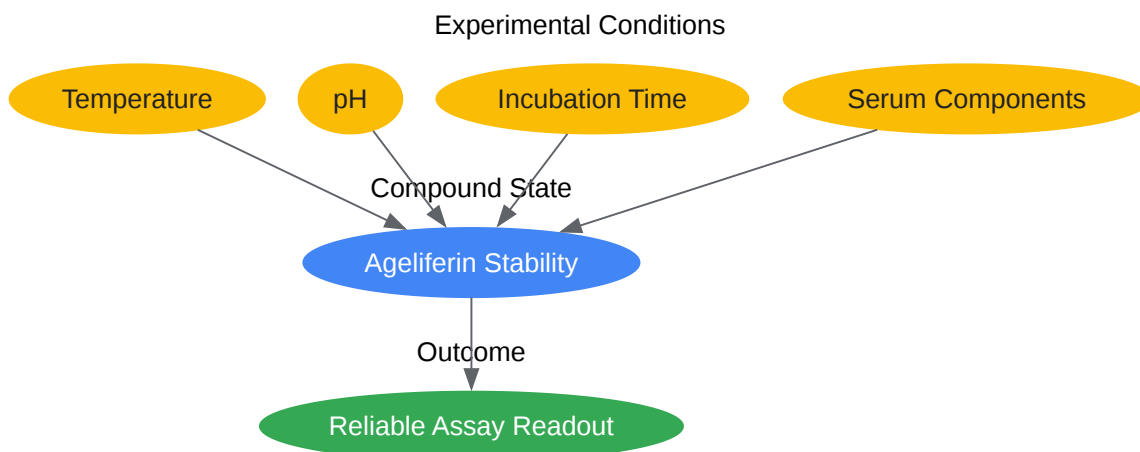 Experimental Conditions
Temperature
pH
Incubation Time
Serum Components
Compound State
Ageliferin Stability
Outcome
Reliable Assay Readout